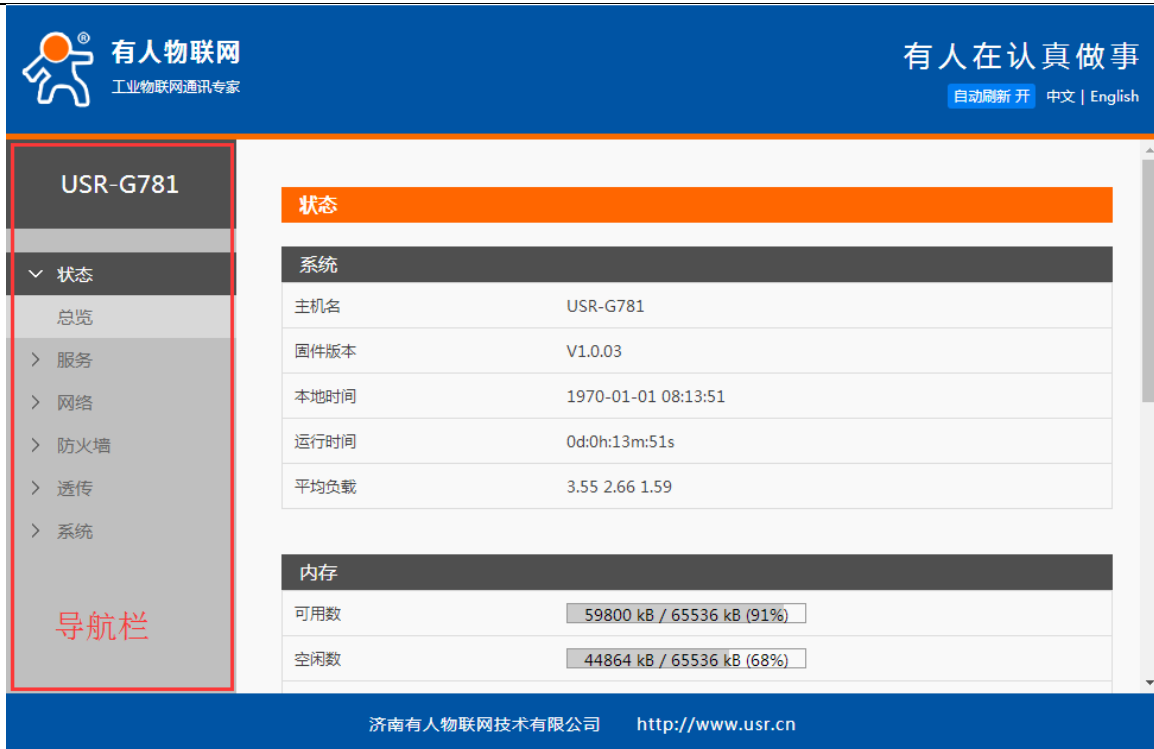 有人物联网
工业物联网通讯专家
有人在认真做事
自动刷新 开 中文 | English
USR-G781
状态
总览
服务
网络
防火墙
透传
系统
导航栏
状态
系统
主机名 USR-G781
固件版本 V1.0.03
本地时间 1970-01-01 08:13:51
运行时间 0d:0h:13m:51s
平均负载 3.55 2.66 1.59
内存
可用数 59800 kB / 65536 kB (91%)
空闲数 44864 kB / 65536 kB (68%)
济南有人物联网技术有限公司 http://www.usr.cn